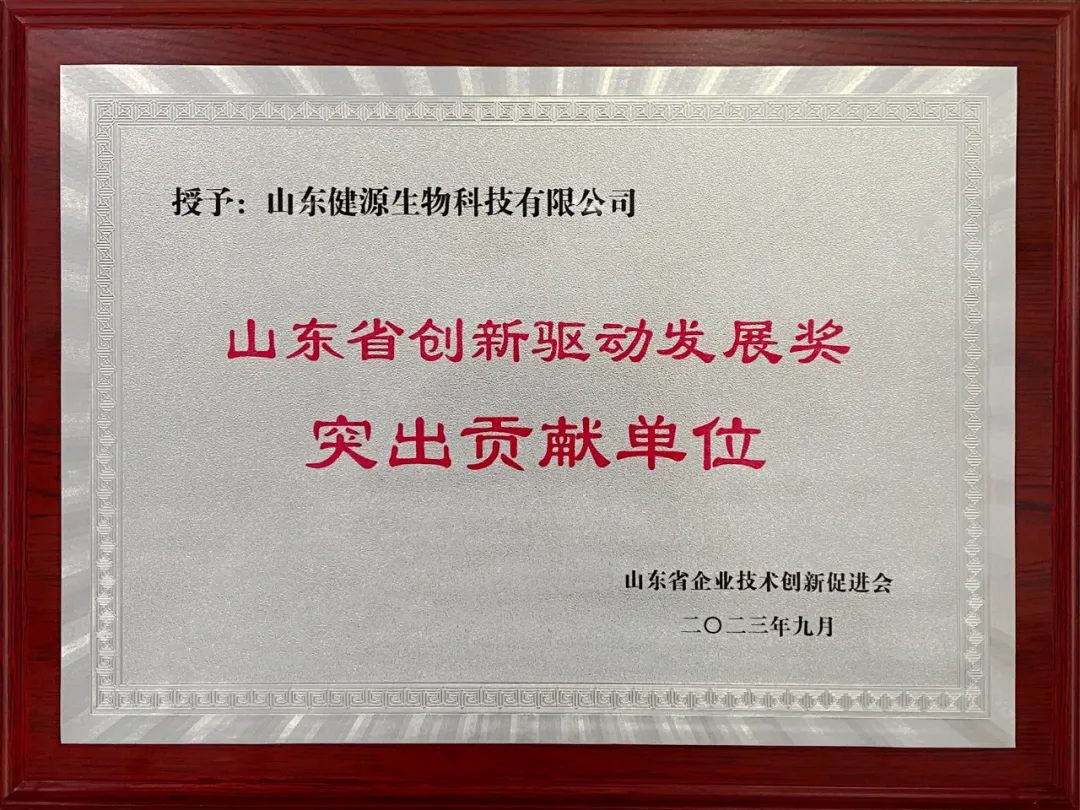 授予：山东健源生物科技有限公司
山东省创新驱动发展奖
突出贡献单位
山东省企业技术创新促进会
二〇二三年九月